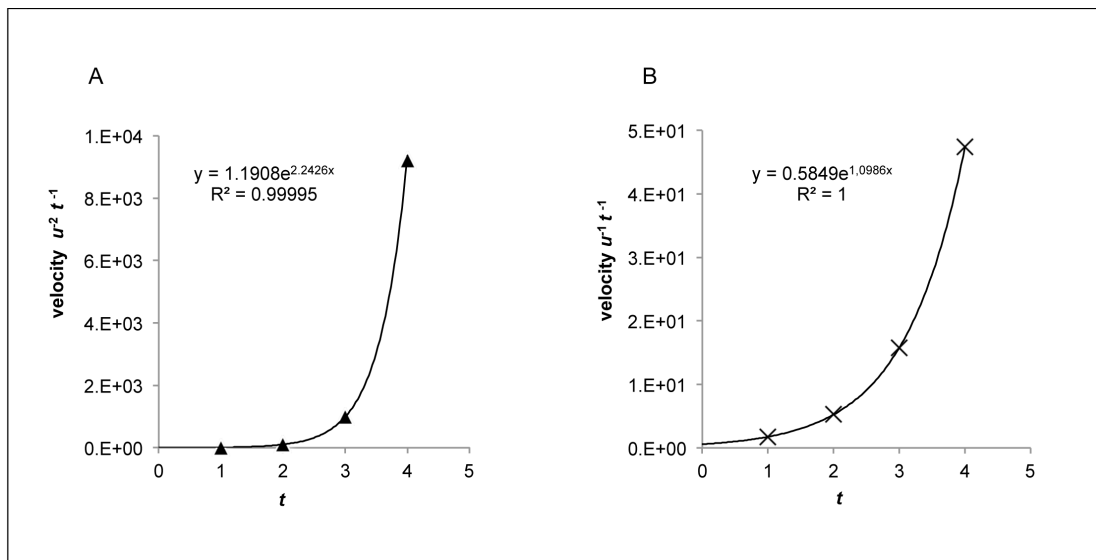 A
1.E+04
8.E+03
6.E+03
4.E+03
2.E+03
0.E+00
velocity u⁻² t⁻¹
y = 1.1908e^2.2426x
R² = 0.99995
0 1 2 3 4 5
t
B
5.E+01
4.E+01
3.E+01
2.E+01
1.E+01
0.E+00
velocity u⁻¹ t⁻¹
y = 0.5849e^1,0986x
R² = 1
0 1 2 3 4 5
t